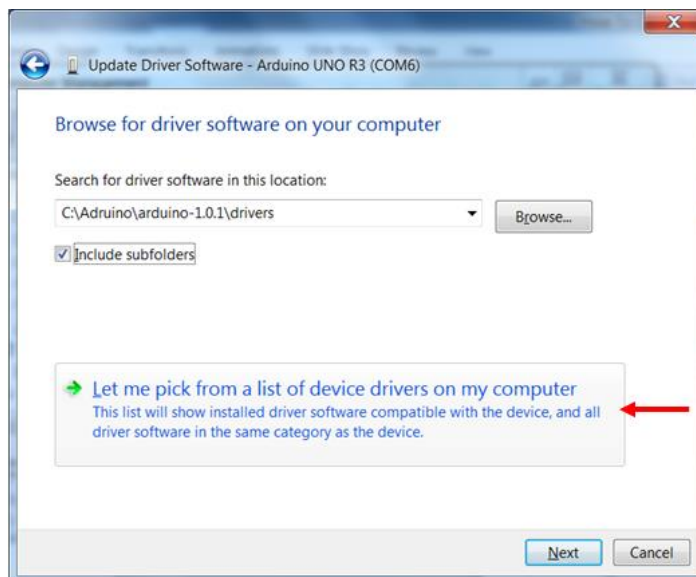 Update Driver Software - Arduino UNO R3 (COM6)
Browse for driver software on your computer
Search for driver software in this location:
C:\Adruino\arduino-1.0.1\drivers
Browse...
Include subfolders
Let me pick from a list of device drivers on my computer
This list will show installed driver software compatible with the device, and all
driver software in the same category as the device.
Next
Cancel